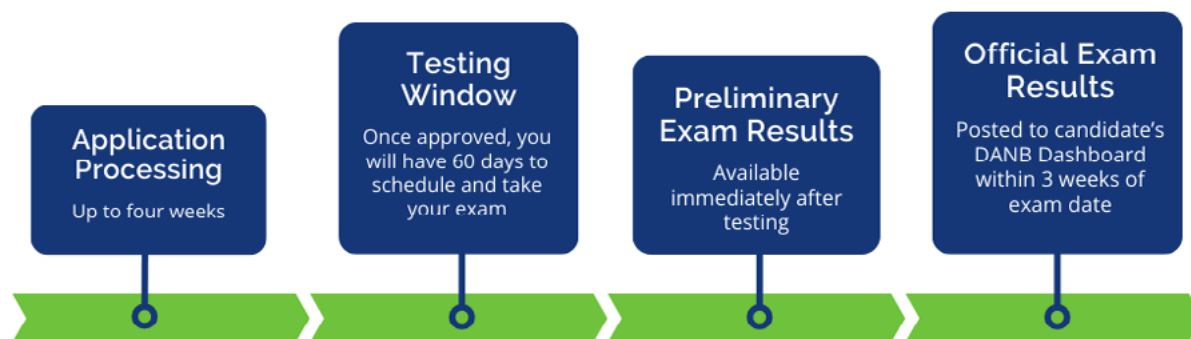 Application
Processing
Up to four weeks
Testing
Window
Once approved, you
will have 60 days to
schedule and take
your exam
Preliminary
Exam Results
Available
immediately after
testing
Official Exam
Results
Posted to candidate’s
DANB Dashboard
within 3 weeks of
exam date